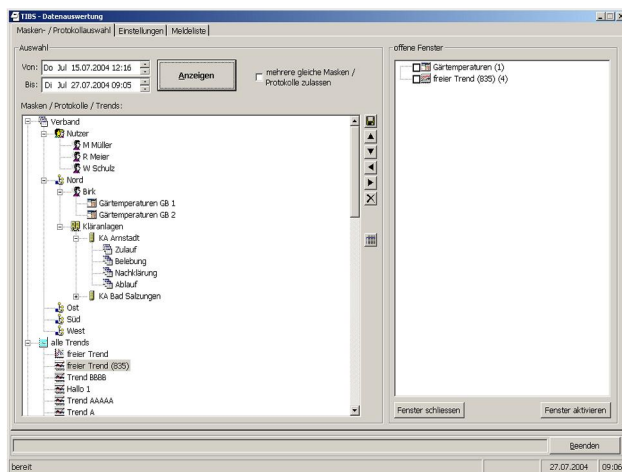 TIBS - Datenauswertung
Masken- / Protokollauswahl Einstellungen Meldeliste
Auswahl
Von: Do Jul 15.07.2004 12:16
Bis: Di Jul 27.07.2004 09:05
Anzeigen
mehrere gleiche Masken /
Protokolle zulassen
Masken / Protokolle / Trends:
Verband
Nutzer
M Müller
R Meier
W Schulz
Nord
Birk
Gärtemperaturen GB 1
Gärtemperaturen GB 2
Kläranlagen
KA Arnstadt
Zulauf
Belebung
Nachklärung
Ablauf
KA Bad Salzungen
Ost
Süd
West
alle Trends
freier Trend
freier Trend (835)
Trend BBBB
Hallo 1
Trend AAAAA
Trend A
offene Fenster
Gärtemperaturen (1)
freier Trend (835) (4)
Fenster schliessen
Fenster aktivieren
Beenden
bereit
27.07.2004
09:06